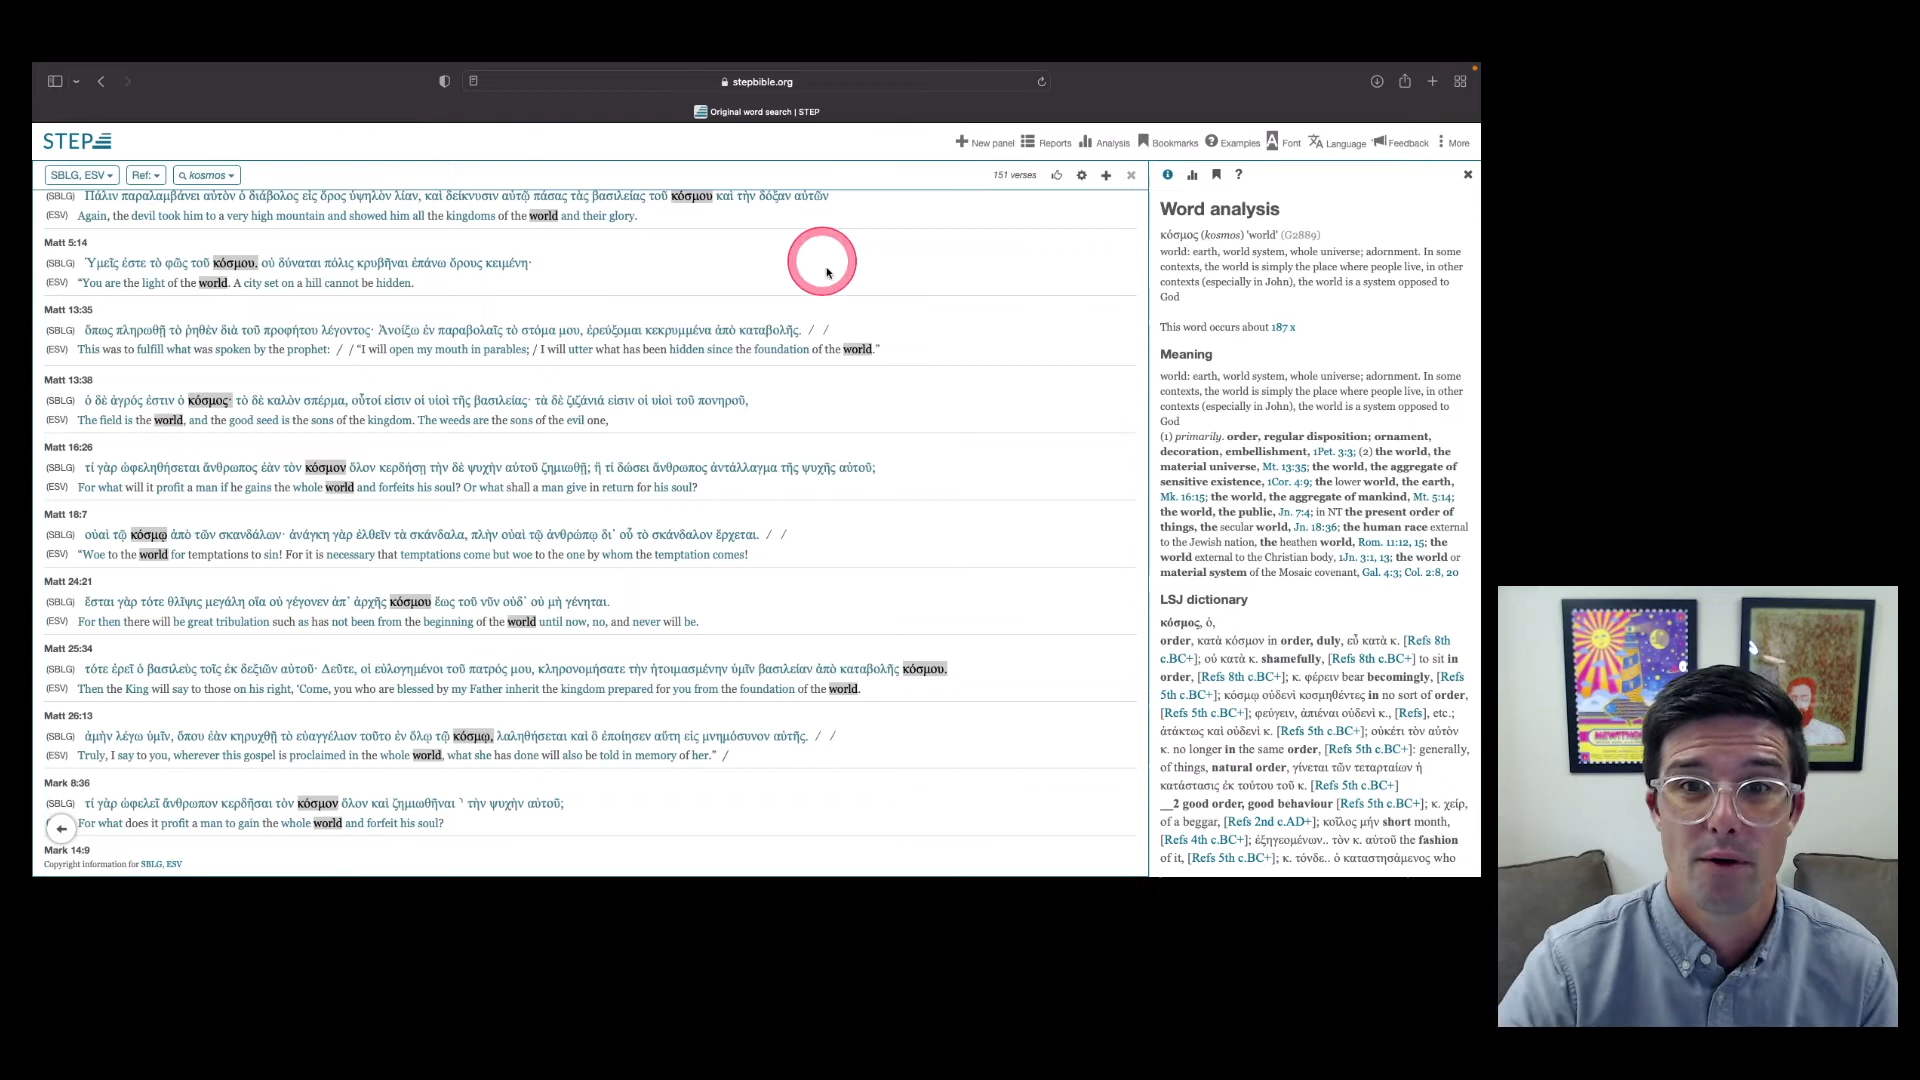 stepbible.org
Original word search | STEP
STEP
New panel Reports Analysis Bookmarks Examples Font Language Feedback More
SBLG, ESV Ref: kosmos 151 verses
(SBLG) Πάλιν παραλαμβάνει αὐτὸν ὁ διάβολος εἰς ὄρος ὑψηλὸν λίαν, καὶ δείκνυσιν αὐτῷ πάσας τὰς βασιλείας τοῦ κόσμου καὶ τὴν δόξαν αὐτῶν
(ESV) Again, the devil took him to a very high mountain and showed him all the kingdoms of the world and their glory.
Matt 5:14
(SBLG) Ὑμεῖς ἐστε τὸ φῶς τοῦ κόσμου. οὐ δύναται πόλις κρυβῆναι ἐπάνω ὄρους κειμένη·
(ESV) “You are the light of the world. A city set on a hill cannot be hidden.
Matt 13:35
(SBLG) ὅπως πληρωθῇ τὸ ῥηθὲν διὰ τοῦ προφήτου λέγοντος· Ἀνοίξω ἐν παραβολαῖς τὸ στόμα μου, ἐρεύξομαι κεκρυμμένα ἀπὸ καταβολῆς. / /
(ESV) This was to fulfill what was spoken by the prophet: / / “I will open my mouth in parables; / I will utter what has been hidden since the foundation of the world.”
Matt 13:38
(SBLG) ὁ δὲ ἀγρός ἐστιν ὁ κόσμος· τὸ δὲ καλὸν σπέρμα, οὗτοί εἰσιν οἱ υἱοὶ τῆς βασιλείας· τὰ δὲ ζιζάνιά εἰσιν οἱ υἱοὶ τοῦ πονηροῦ,
(ESV) The field is the world, and the good seed is the sons of the kingdom. The weeds are the sons of the evil one,
Matt 16:26
(SBLG) τί γὰρ ὠφεληθήσεται ἄνθρωπος ἐὰν τὸν κόσμον ὅλον κερδήσῃ τὴν δὲ ψυχὴν αὐτοῦ ζημιωθῇ; ἢ τί δώσει ἄνθρωπος ἀντάλλαγμα τῆς ψυχῆς αὐτοῦ;
(ESV) For what will it profit a man if he gains the whole world and forfeits his soul? Or what shall a man give in return for his soul?
Matt 18:7
(SBLG) οὐαὶ τῷ κόσμῳ ἀπὸ τῶν σκανδάλων· ἀνάγκη γὰρ ἐλθεῖν τὰ σκάνδαλα, πλὴν οὐαὶ τῷ ἀνθρώπῳ δι’ οὗ τὸ σκάνδαλον ἔρχεται. / /
(ESV) “Woe to the world for temptations to sin! For it is necessary that temptations come but woe to the one by whom the temptation comes!
Matt 24:21
(SBLG) ἔσται γὰρ τότε θλῖψις μεγάλη οἵα οὐ γέγονεν ἀπ’ ἀρχῆς κόσμου ἕως τοῦ νῦν οὐδ’ οὐ μὴ γένηται.
(ESV) For then there will be great tribulation such as has not been from the beginning of the world until now, no, and never will be.
Matt 25:34
(SBLG) τότε ἐρεῖ ὁ βασιλεὺς τοῖς ἐκ δεξιῶν αὐτοῦ· Δεῦτε, οἱ εὐλογημένοι τοῦ πατρός μου, κληρονομήσατε τὴν ἡτοιμασμένην ὑμῖν βασιλείαν ἀπὸ καταβολῆς κόσμου.
(ESV) Then the King will say to those on his right, ‘Come, you who are blessed by my Father inherit the kingdom prepared for you from the foundation of the world.
Matt 26:13
(SBLG) ἀμὴν λέγω ὑμῖν, ὅπου ἐὰν κηρυχθῇ τὸ εὐαγγέλιον τοῦτο ἐν ὅλῳ τῷ κόσμῳ, λαληθήσεται καὶ ὃ ἐποίησεν αὕτη εἰς μνημόσυνον αὐτῆς. / /
(ESV) Truly, I say to you, wherever this gospel is proclaimed in the whole world, what she has done will also be told in memory of her.” /
Mark 8:36
(SBLG) τί γὰρ ὠφελεῖ ἄνθρωπον κερδῆσαι τὸν κόσμον ὅλον καὶ ζημιωθῆναι ⸃ τὴν ψυχὴν αὐτοῦ;
For what does it profit a man to gain the whole world and forfeit his soul?
Mark 14:9
Copyright information for SBLG, ESV
Word analysis
κόσμος (kosmos) 'world' (G2889)
world: earth, world system, whole universe; adornment. In some
contexts, the world is simply the place where people live, in other
contexts (especially in John), the world is a system opposed to
God
This word occurs about 187 x
Meaning
world: earth, world system, whole universe; adornment. In some
contexts, the world is simply the place where people live, in other
contexts (especially in John), the world is a system opposed to
God
(1) primarily. order, regular disposition; ornament,
decoration, embellishment, 1Pet. 3:3; (2) the world, the
material universe, Mt. 13:35; the world, the aggregate of
sensitive existence, 1Cor. 4:9; the lower world, the earth,
Mk. 16:15; the world, the aggregate of mankind, Mt. 5:14;
the world, the public, Jn. 7:4; in NT the present order of
things, the secular world, Jn. 18:36; the human race external
to the Jewish nation, the heathen world, Rom. 11:12, 15; the
world external to the Christian body, 1Jn. 3:1, 13; the world or
material system of the Mosaic covenant, Gal. 4:3; Col. 2:8, 20
LSJ dictionary
κόσμος, ὁ,
order, κατὰ κόσμον in order, duly, εὖ κατὰ κ. [Refs 8th
c.BC+]; οὐ κατὰ κ. shamefully, [Refs 8th c.BC+] to sit in
order, [Refs 8th c.BC+]; κ. φέρειν bear becomingly, [Refs
5th c.BC+]; κόσμῳ οὐδενὶ κοσμηθέντες in no sort of order,
[Refs 5th c.BC+]; φεύγειν, ἀπιέναι οὐδενὶ κ., [Refs], etc.;
ἀτάκτως καὶ οὐδενὶ κ. [Refs 5th c.BC+]; οὐκέτι τὸν αὐτὸν
κ. no longer in the same order, [Refs 5th c.BC+]: generally,
of things, natural order, γίνεται τῶν τεταρταίων ἡ
κατάστασις ἐκ τούτου τοῦ κ. [Refs 5th c.BC+]
__2 good order, good behaviour [Refs 5th c.BC+]; κ. χείρ,
of a beggar, [Refs 2nd c.AD+]; κοῖλος μήν short month,
[Refs 4th c.BC+]; ἐξηγεομένων.. τὸν κ. αὐτοῦ the fashion
of it, [Refs 5th c.BC+]; κ. τόνδε.. ὁ καταστησάμενος who